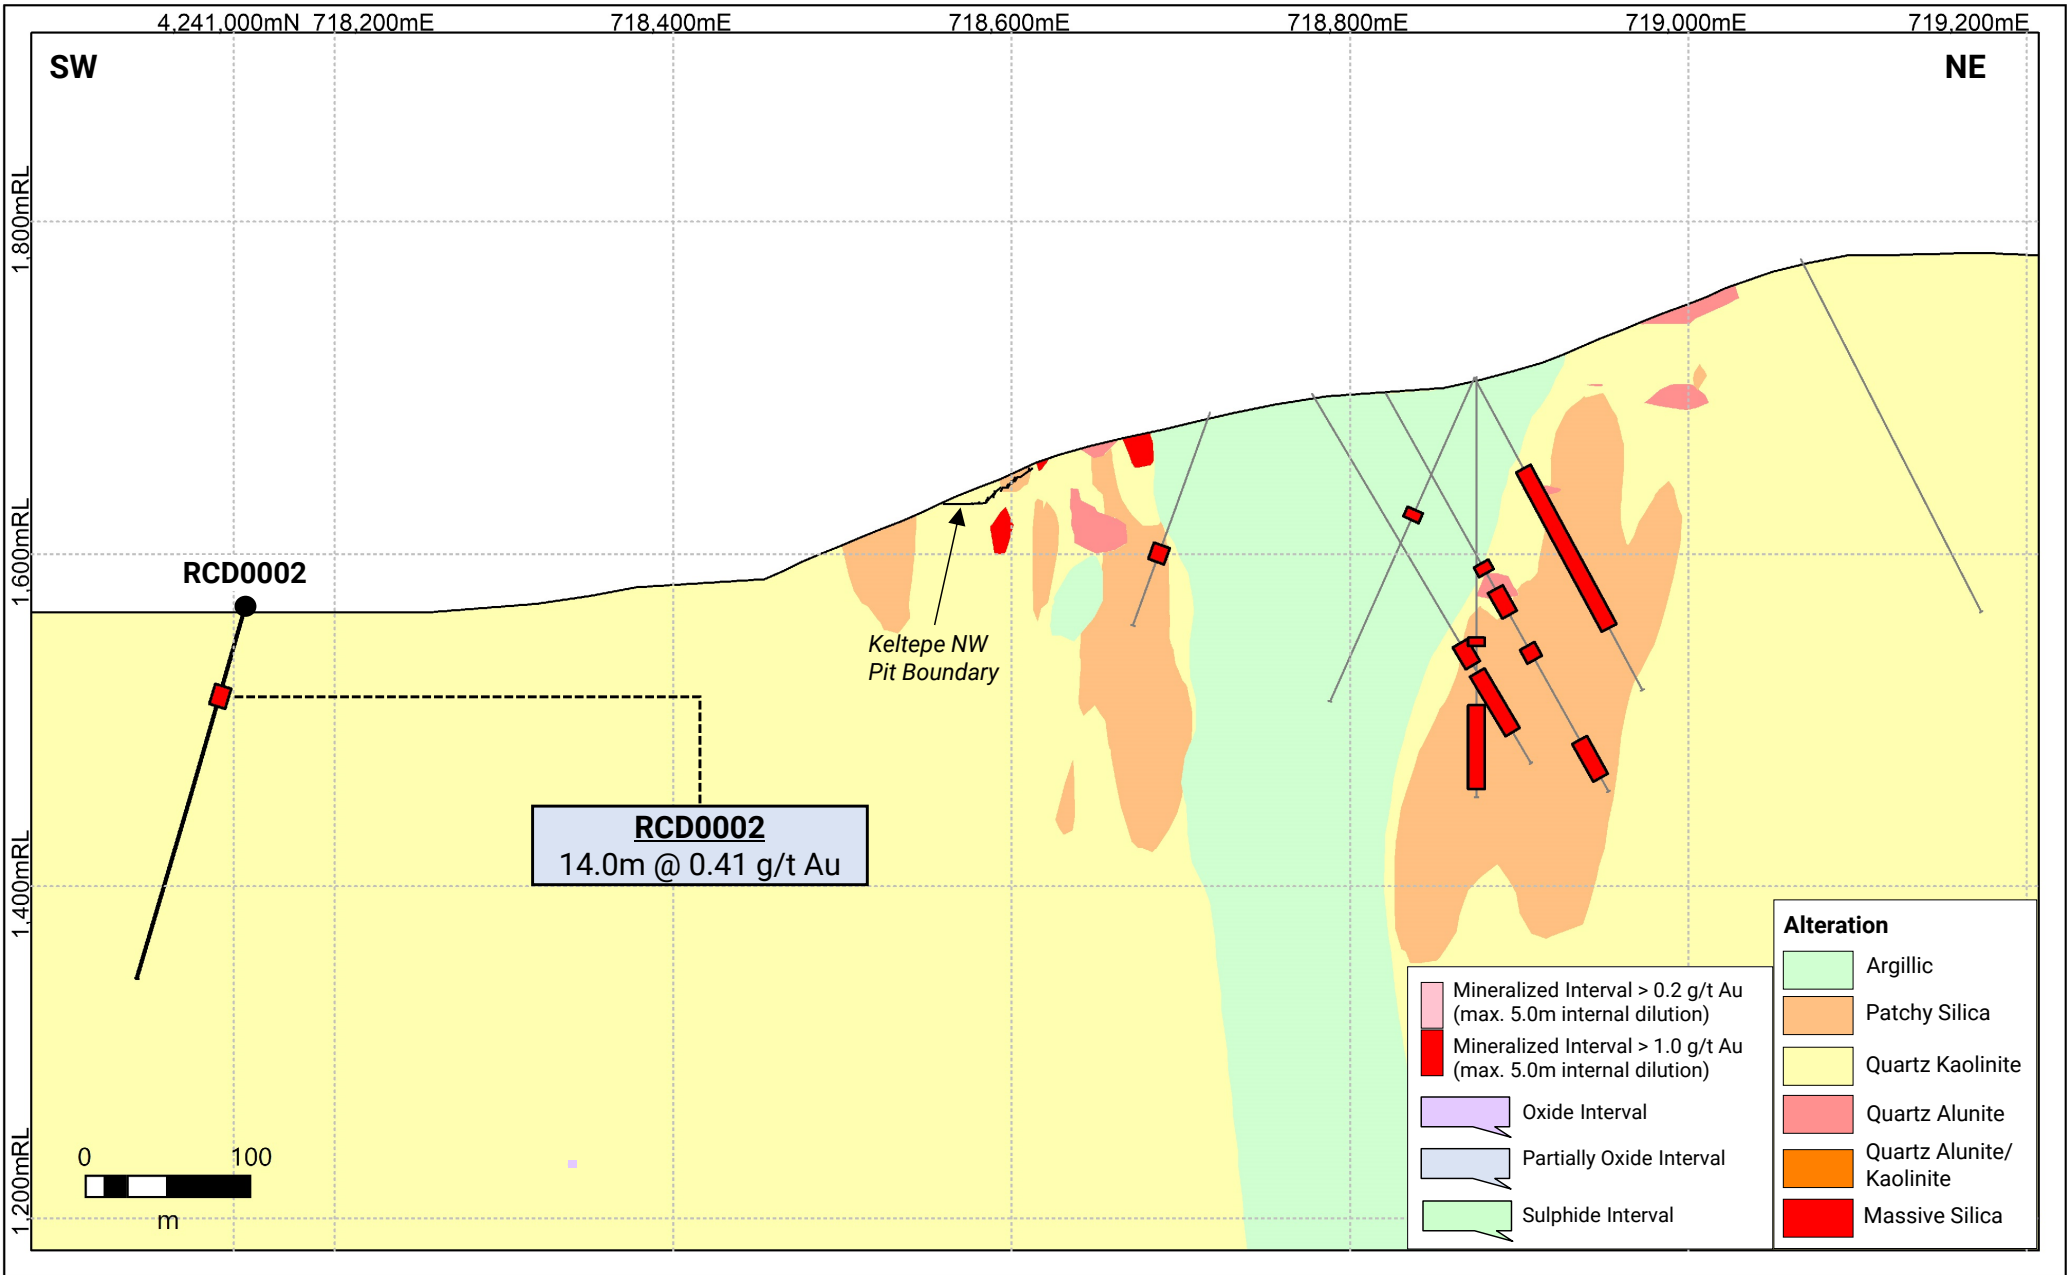 4,241,000mN 718,200mE 718,400mE 718,600mE 718,800mE 719,000mE 719,200mE
SW NE
1,800mRL
1,600mRL
1,400mRL
1,200mRL
RCD0002
Keltepe NW
Pit Boundary
RCD0002
14.0m @ 0.41 g/t Au
0 100
m
Mineralized Interval > 0.2 g/t Au
(max. 5.0m internal dilution)
Mineralized Interval > 1.0 g/t Au
(max. 5.0m internal dilution)
Oxide Interval
Partially Oxide Interval
Sulphide Interval
Alteration
Argillic
Patchy Silica
Quartz Kaolinite
Quartz Alunite
Quartz Alunite/
Kaolinite
Massive Silica